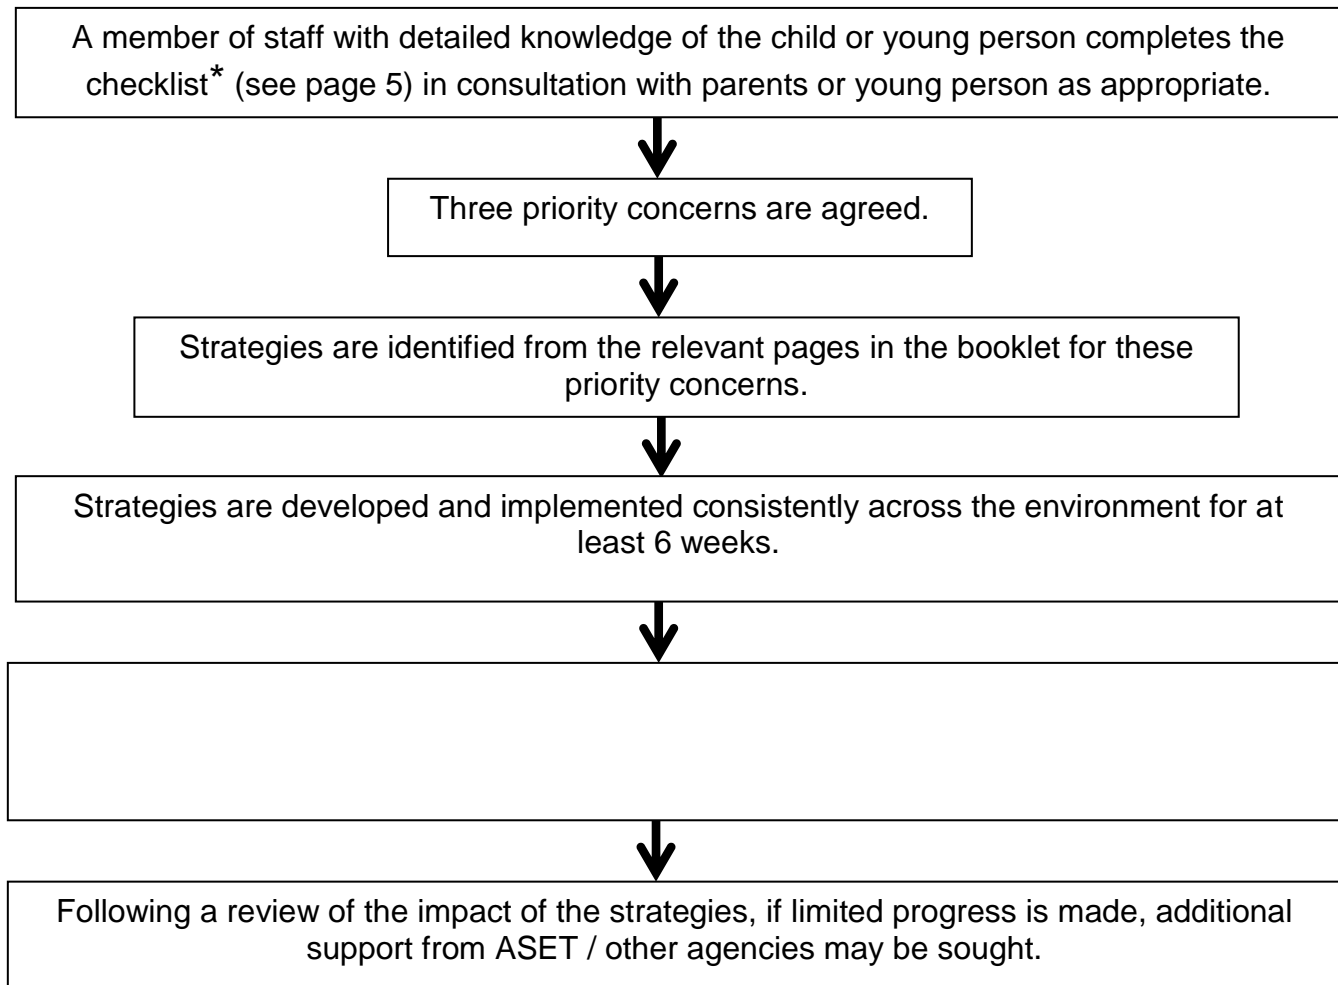 A member of staff with detailed knowledge of the child or young person completes the
checklist* (see page 5) in consultation with parents or young person as appropriate.
Three priority concerns are agreed.
Strategies are identified from the relevant pages in the booklet for these
priority concerns.
Strategies are developed and implemented consistently across the environment for at
least 6 weeks.
Following a review of the impact of the strategies, if limited progress is made, additional
support from ASET / other agencies may be sought.